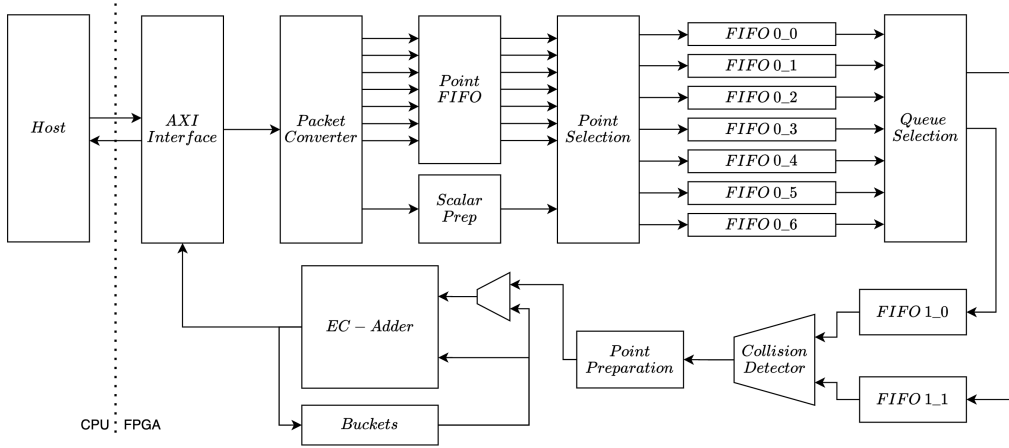 Host
AXI
Interface
Packet
Converter
Point
FIFO
Scalar
Prep
Point
Selection
FIFO 0_0
FIFO 0_1
FIFO 0_2
FIFO 0_3
FIFO 0_4
FIFO 0_5
FIFO 0_6
Queue
Selection
EC – Adder
Buckets
Point
Preparation
Collision
Detector
FIFO 1_0
FIFO 1_1
CPU
FPGA